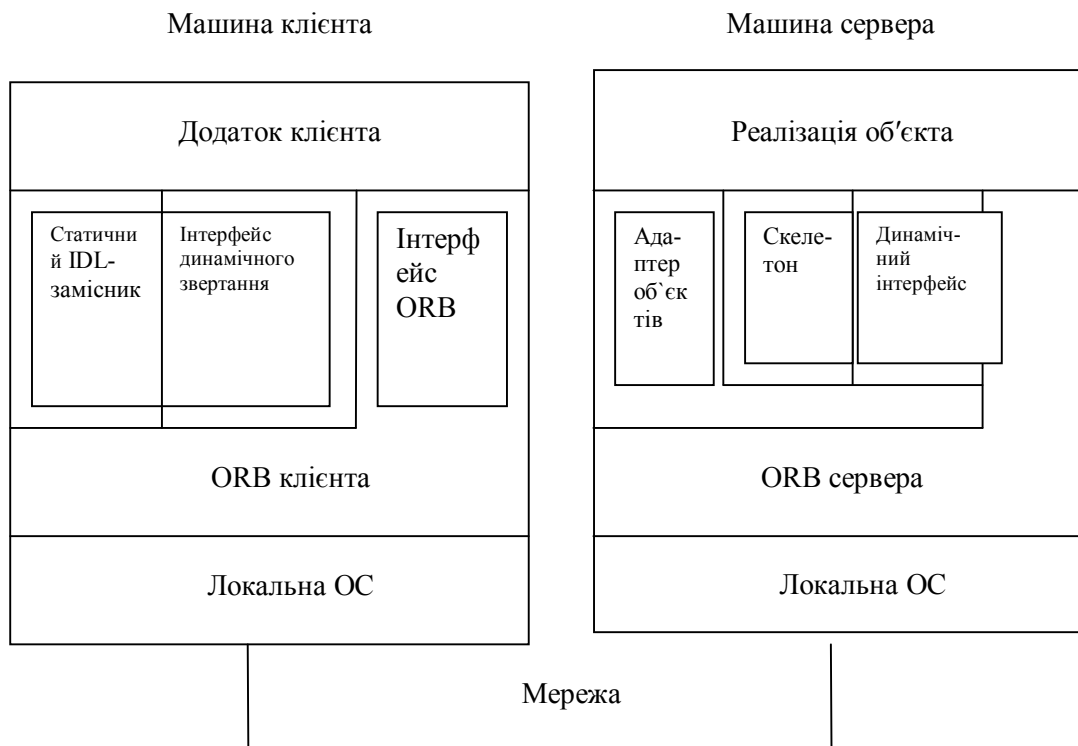 Машина клієнта
Машина сервера
Додаток клієнта
Реалізація об'єкта
Статични
й IDL-
замісник
Інтерфейс
динамічного
звертання
Інтерф
ейс
ORB
Ада-
птер
об`єк
тів
Скеле-
тон
Динаміч-
ний
інтерфейс
ORB клієнта
ORB сервера
Локальна ОС
Локальна ОС
Мережа